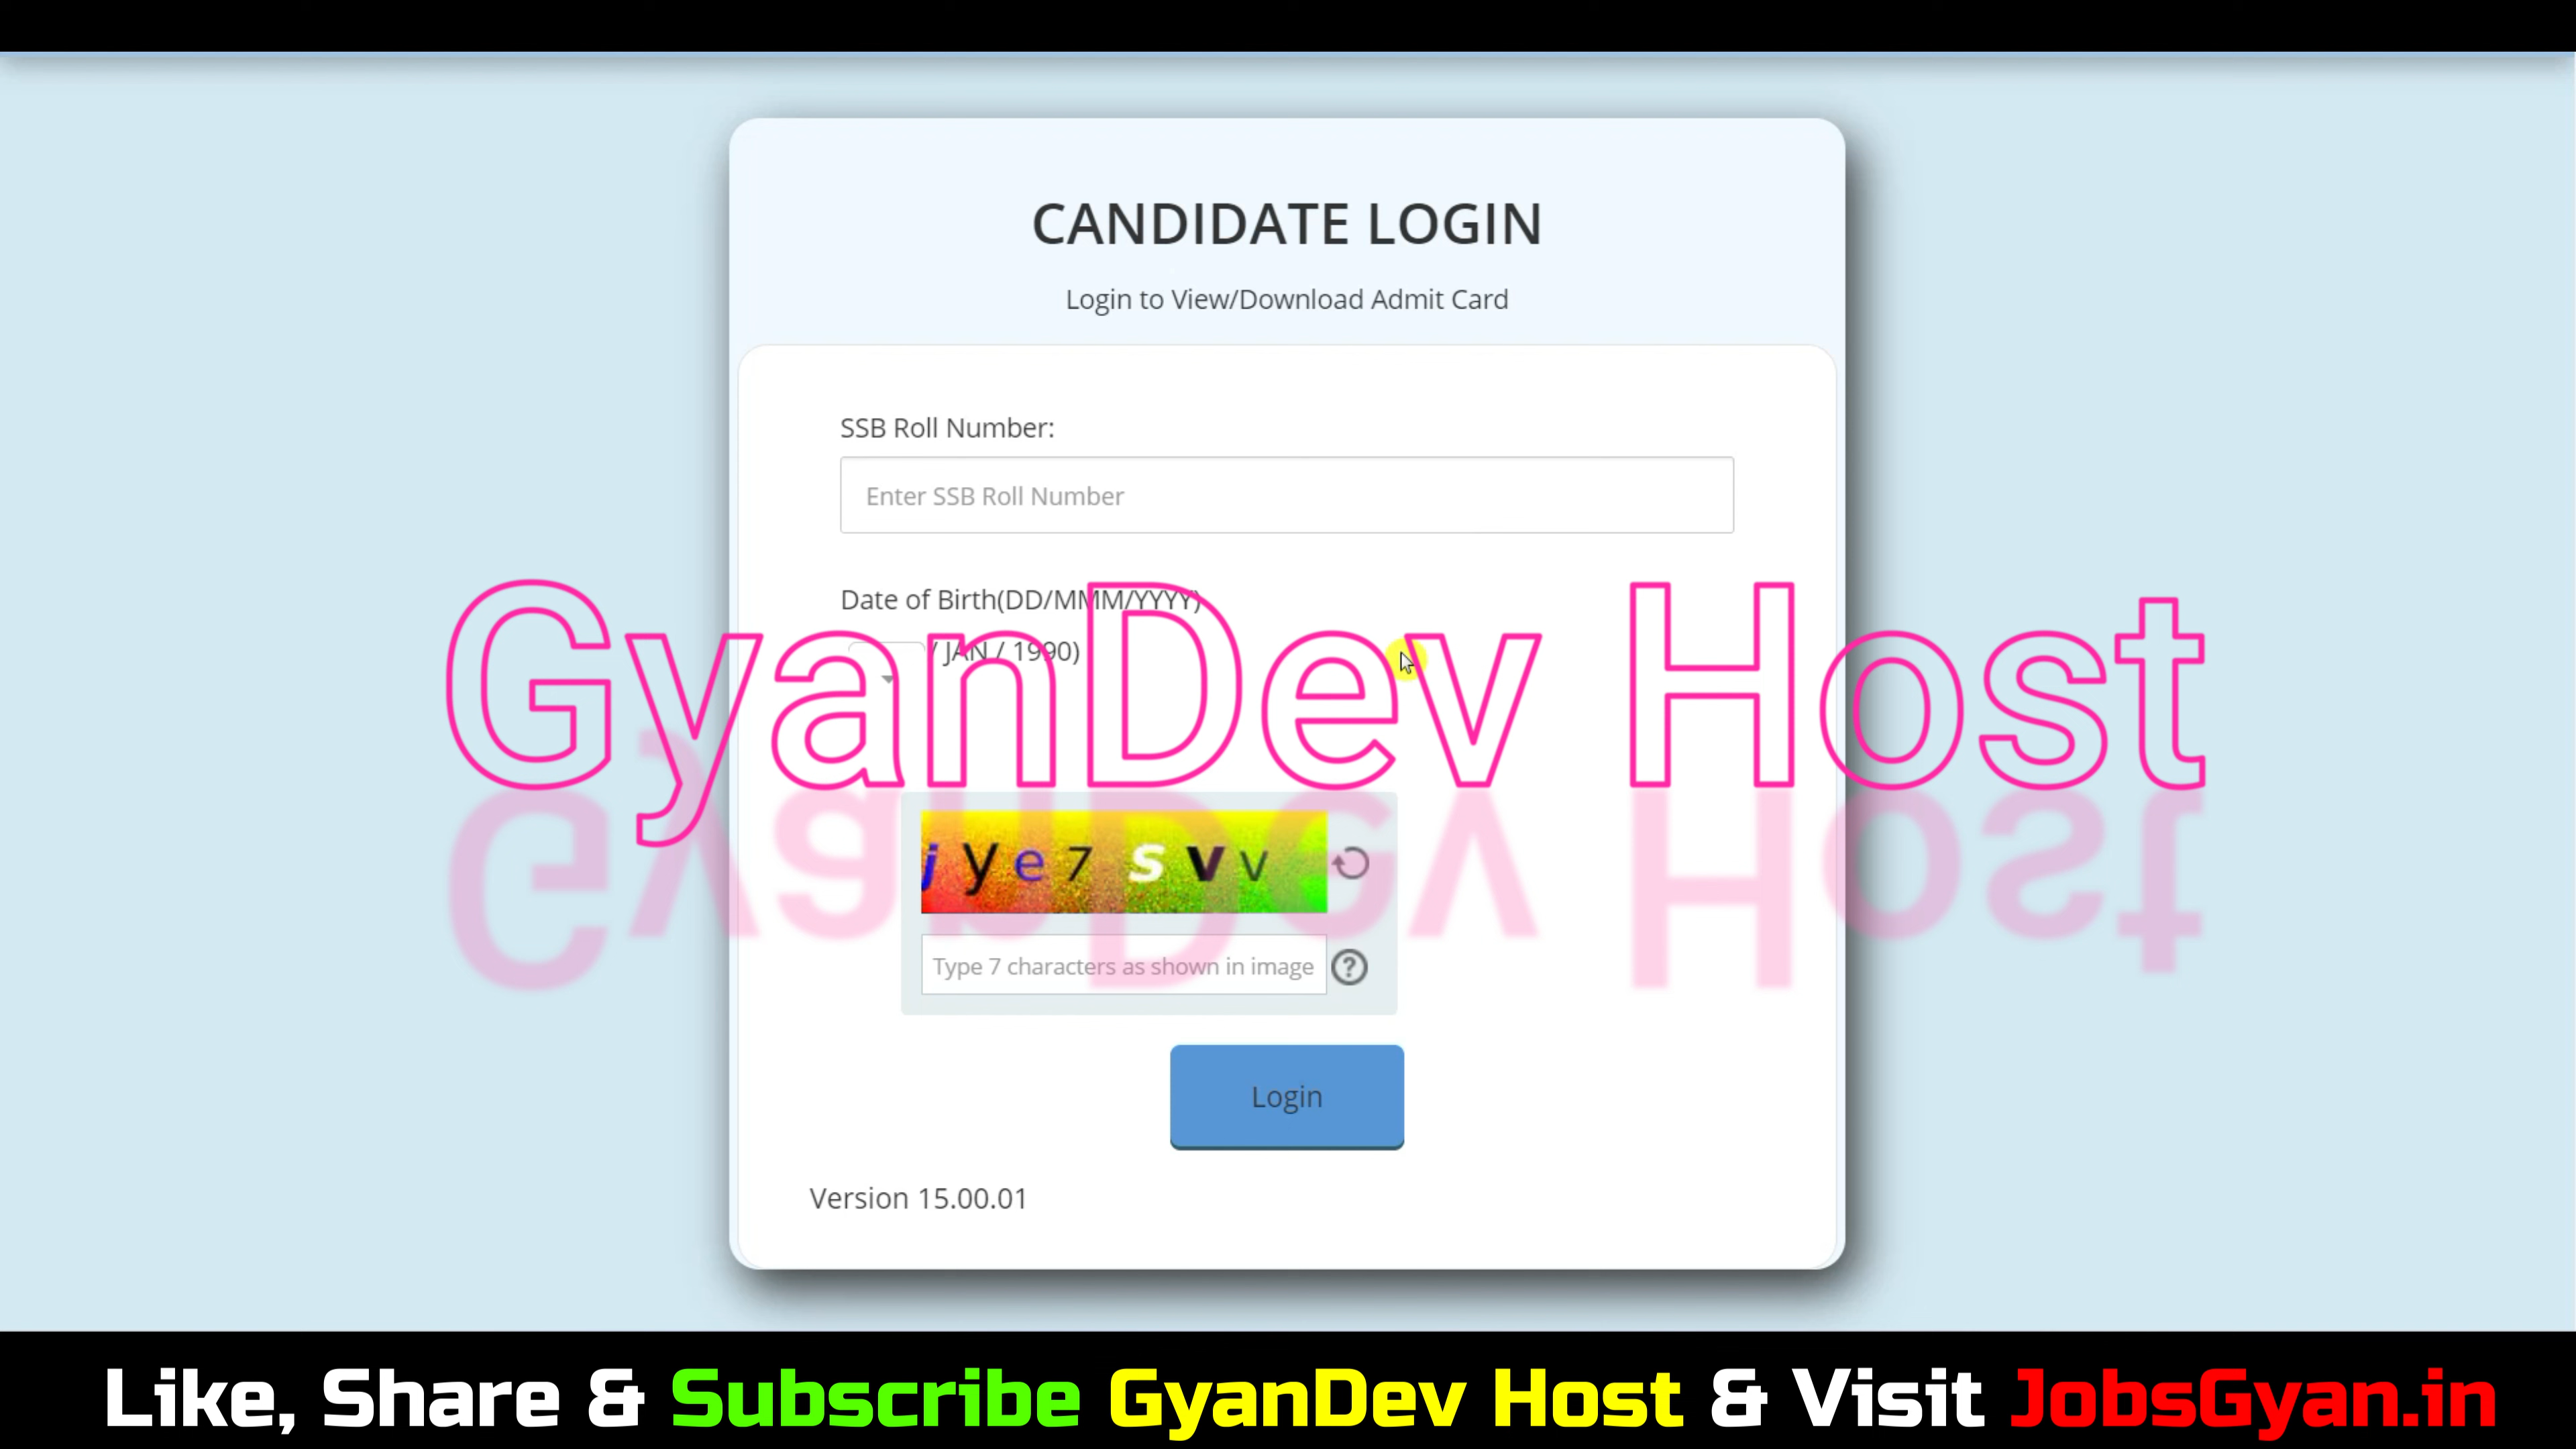 CANDIDATE LOGIN
Login to View/Download Admit Card
SSB Roll Number:
Enter SSB Roll Number
Date of Birth(DD/MMM/YYYY)
/ JAN / 1990)
GyanDev Host
jye7svv
Type 7 characters as shown in image
Login
Version 15.00.01
Like, Share & Subscribe GyanDev Host & Visit JobsGyan.in